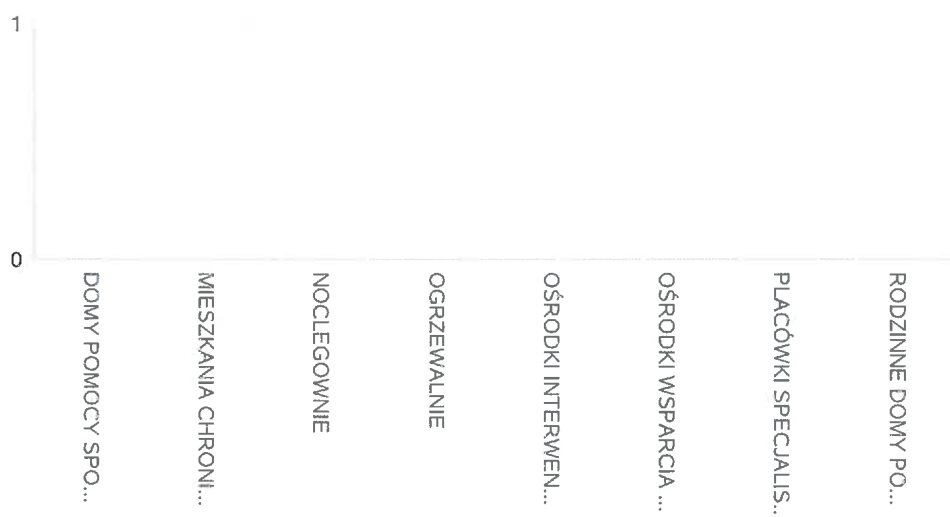 1
0
DOMY POMOCY SPO...
MIESZKANIA CHRONI...
NOCLEGOWNIE
OGRZEWALNIE
OŚRODKI INTERWEN...
OŚRODKI WSPARCIA ...
PLACÓWKI SPECJALIS..
RODZINNE DOMY PO...